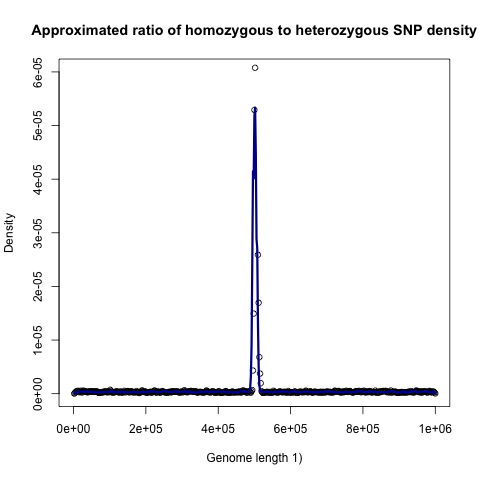 Approximated ratio of homozygous to heterozygous SNP density
6e-05
5e-05
4e-05
3e-05
2e-05
1e-05
0e+00
Density
0e+00 2e+05 4e+05 6e+05 8e+05 1e+06
Genome length 1)